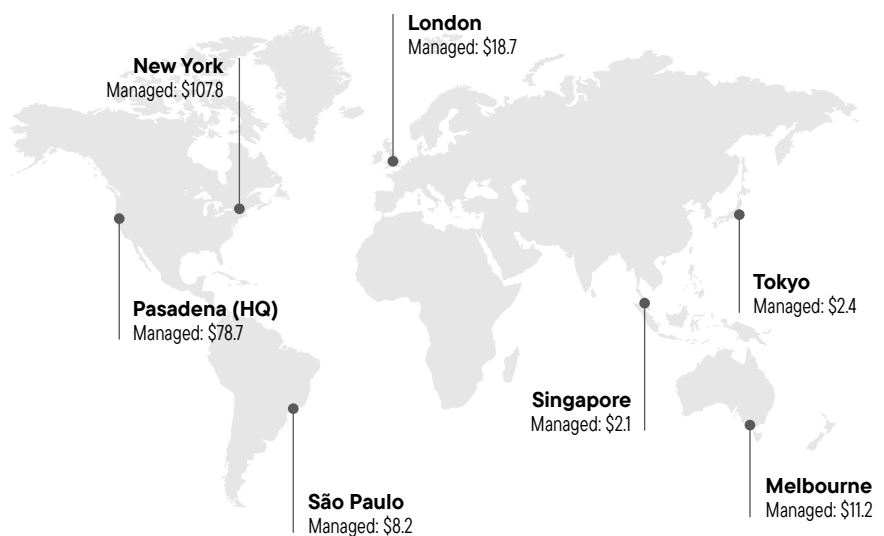 London
Managed: $18.7
New York
Managed: $107.8
Tokyo
Managed: $2.4
Pasadena (HQ)
Managed: $78.7
Singapore
Managed: $2.1
Melbourne
Managed: $11.2
São Paulo
Managed: $8.2